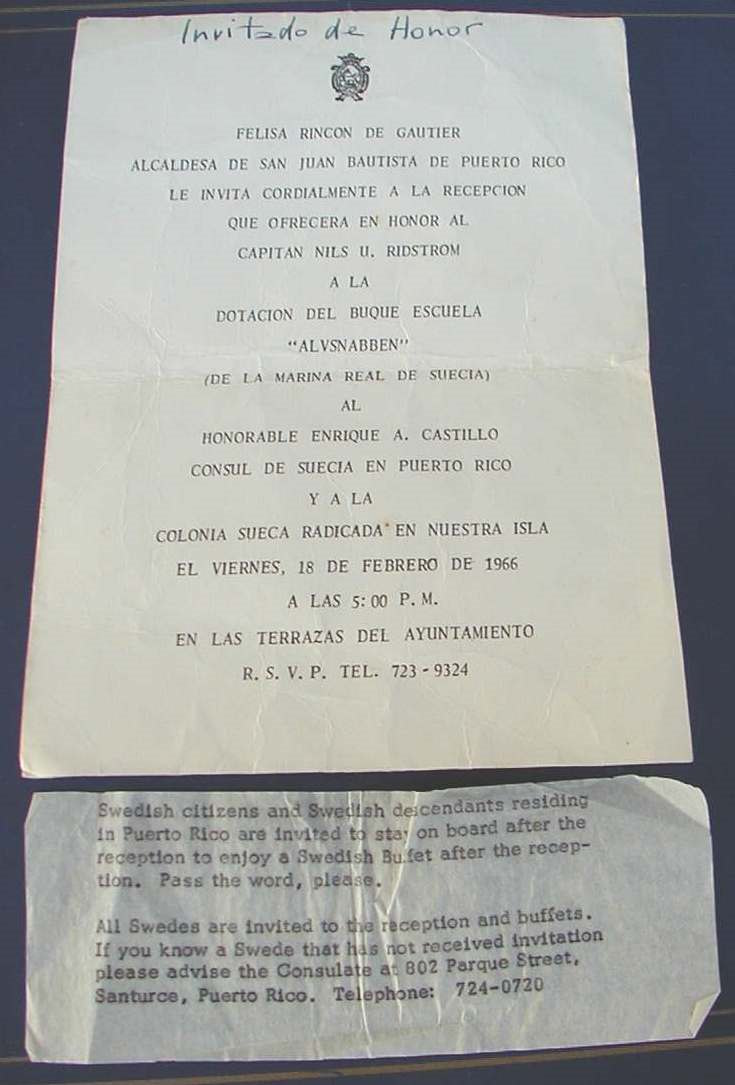 Invitado de Honor
FELISA RINCON DE GAUTIER
ALCALDESA DE SAN JUAN BAUTISTA DE PUERTO RICO
LE INVITA CORDIALMENTE A LA RECEPCION
QUE OFRECERA EN HONOR AL
CAPITAN NILS U. RIDSTROM
A LA
DOTACION DEL BUQUE ESCUELA
"ALVSNABBEN"
(DE LA MARINA REAL DE SUECIA)
AL
HONORABLE ENRIQUE A. CASTILLO
CONSUL DE SUECIA EN PUERTO RICO
Y A LA
COLONIA SUECA RADICADA EN NUESTRA ISLA
EL VIERNES, 18 DE FEBRERO DE 1966
A LAS 5:00 P. M.
EN LAS TERRAZAS DEL AYUNTAMIENTO
R. S. V. P. TEL. 723 - 9324
Swedish citizens and Swedish descendants residing
in Puerto Rico are invited to stay on board after the
reception to enjoy a Swedish Bufet after the recep-
tion. Pass the word, please.
All Swedes are invited to the reception and buffets.
If you know a Swede that has not received invitation
please advise the Consulate at 802 Parque Street,
Santurce, Puerto Rico. Telephone: 724-0720